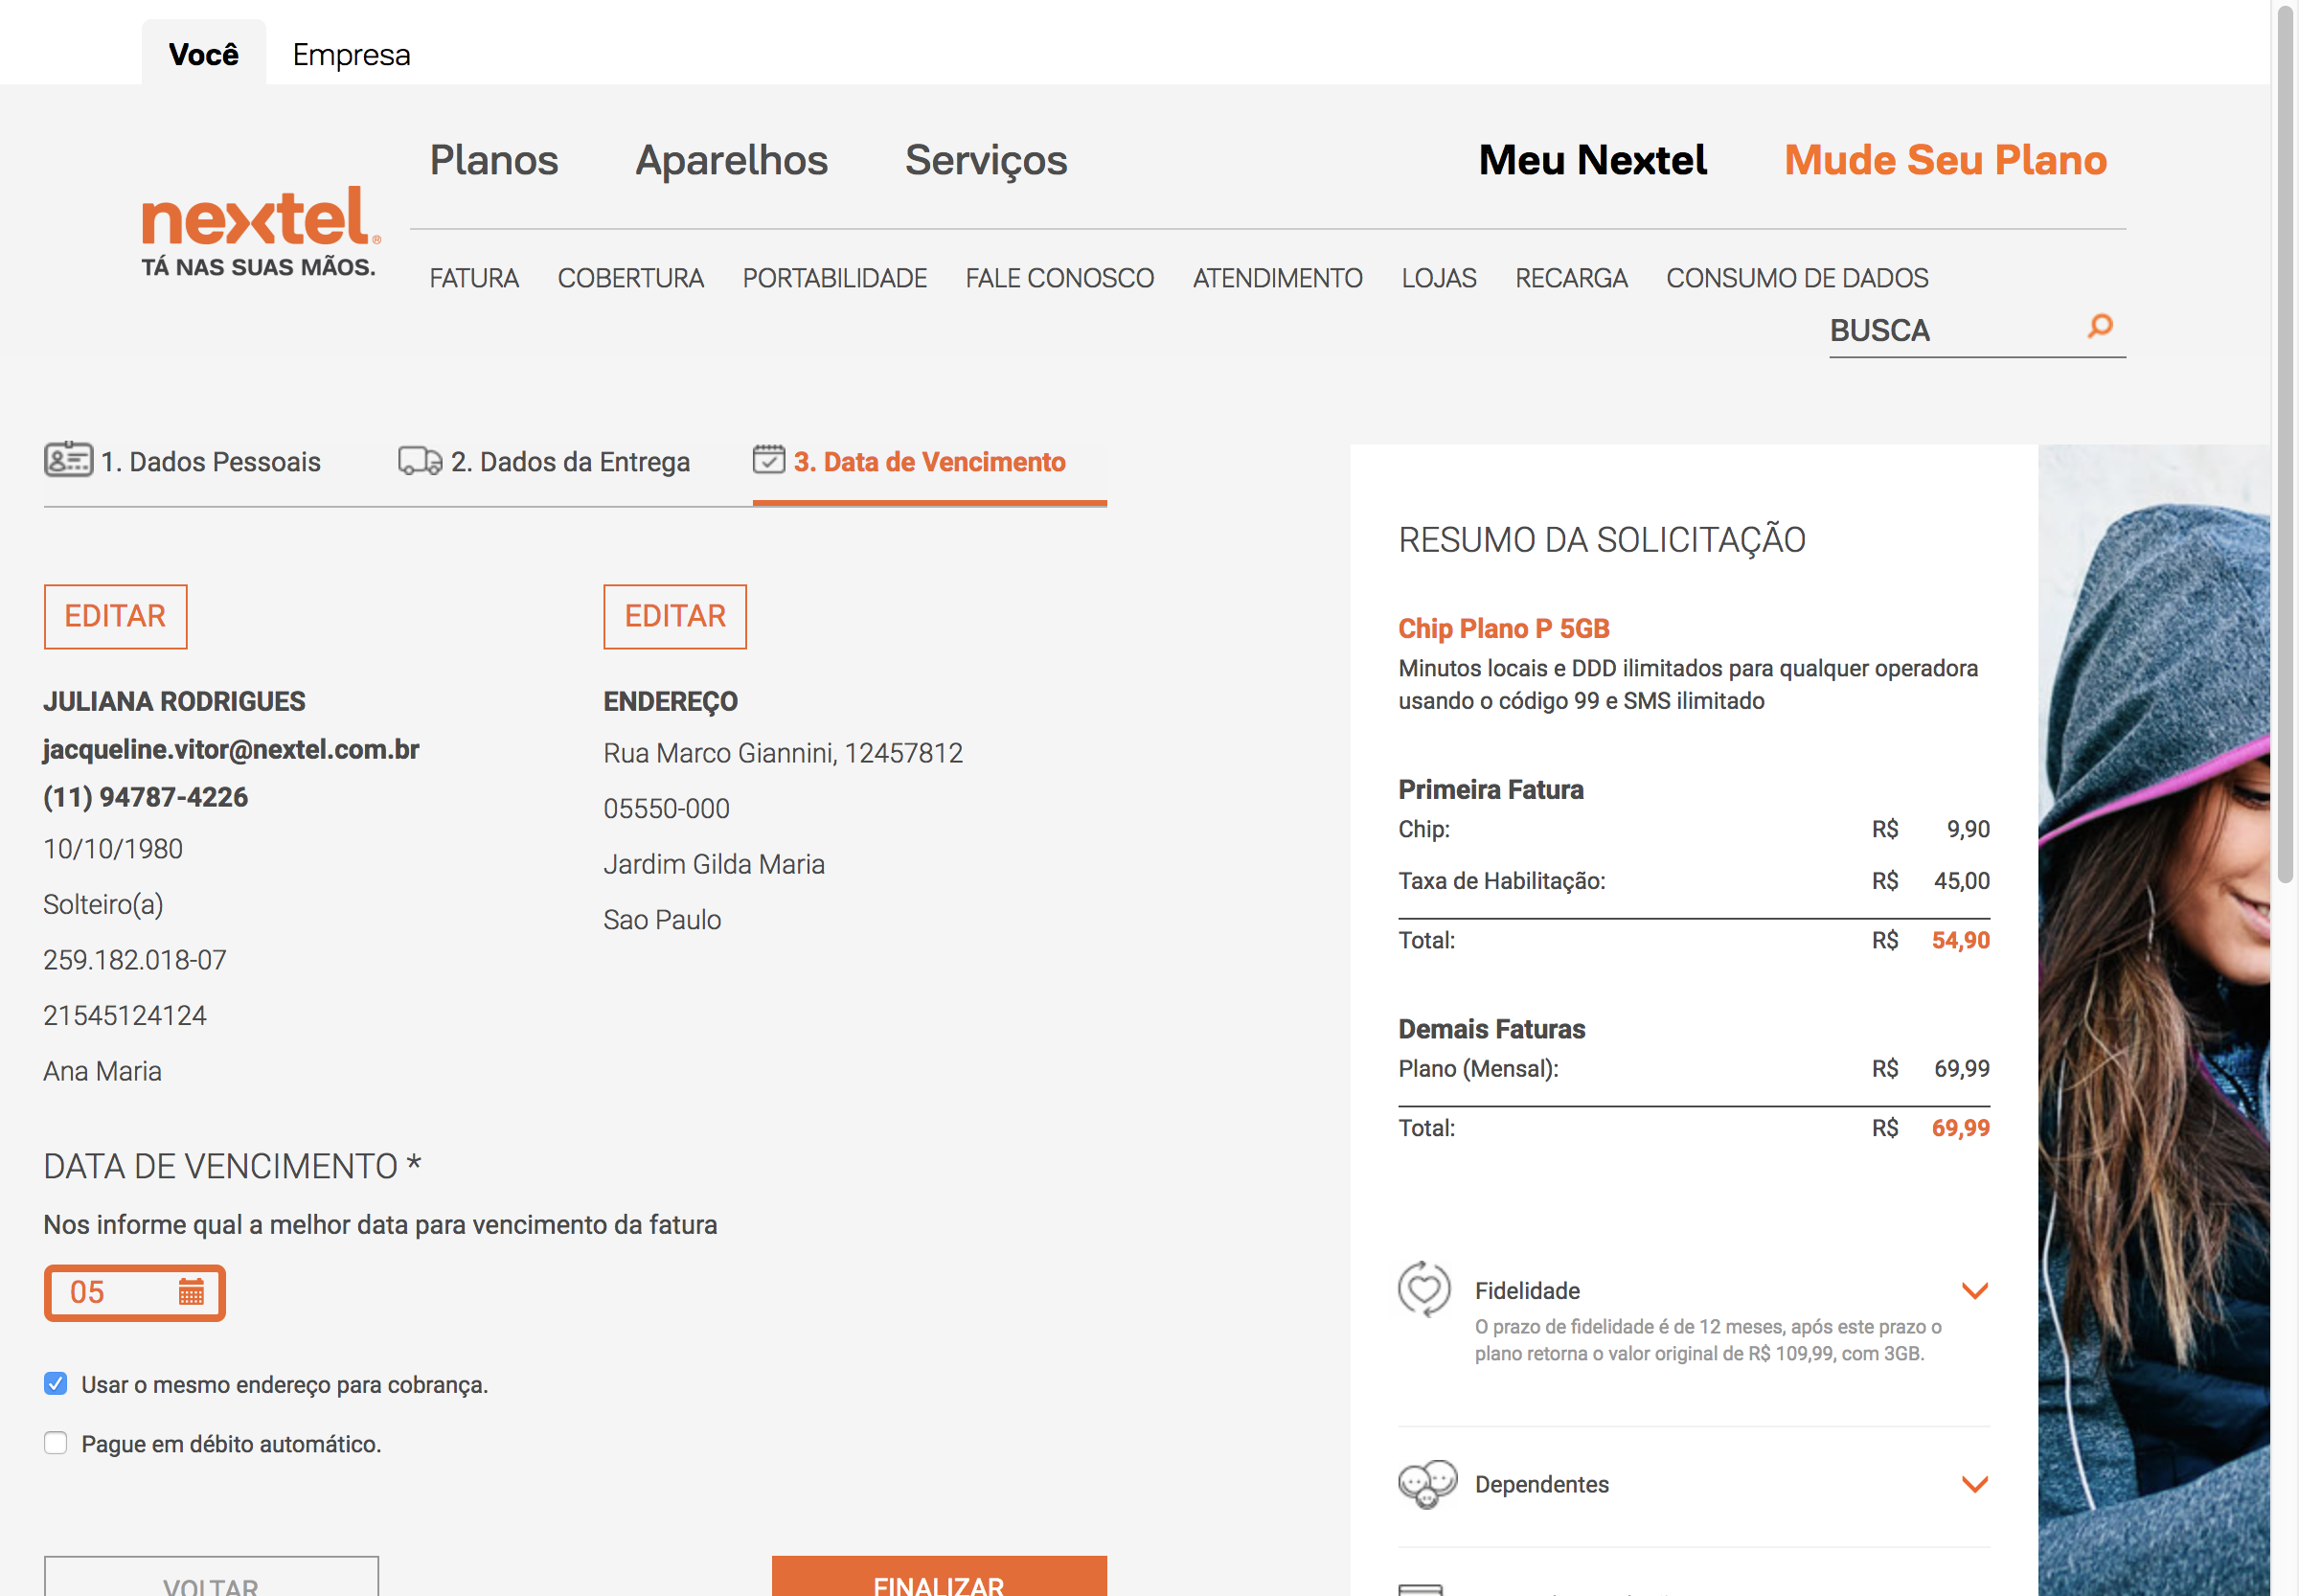 Você
Empresa
Planos
Aparelhos
Serviços
Meu Nextel
Mude Seu Plano
nextel®
TÁ NAS SUAS MÃOS.
FATURA
COBERTURA
PORTABILIDADE
FALE CONOSCO
ATENDIMENTO
LOJAS
RECARGA
CONSUMO DE DADOS
BUSCA
1. Dados Pessoais
2. Dados da Entrega
3. Data de Vencimento
EDITAR
JULIANA RODRIGUES
jacqueline.vitor@nextel.com.br
(11) 94787-4226
10/10/1980
Solteiro(a)
259.182.018-07
21545124124
Ana Maria
EDITAR
ENDEREÇO
Rua Marco Giannini, 12457812
05550-000
Jardim Gilda Maria
Sao Paulo
DATA DE VENCIMENTO *
Nos informe qual a melhor data para vencimento da fatura
05
Usar o mesmo endereço para cobrança.
Pague em débito automático.
VOLTAR
FINALIZAR
RESUMO DA SOLICITAÇÃO
Chip Plano P 5GB
Minutos locais e DDD ilimitados para qualquer operadora
usando o código 99 e SMS ilimitado
Primeira Fatura
Chip: R$ 9,90
Taxa de Habilitação: R$ 45,00
Total: R$ 54,90
Demais Faturas
Plano (Mensal): R$ 69,99
Total: R$ 69,99
Fidelidade
O prazo de fidelidade é de 12 meses, após este prazo o
plano retorna o valor original de R$ 109,99, com 3GB.
Dependentes